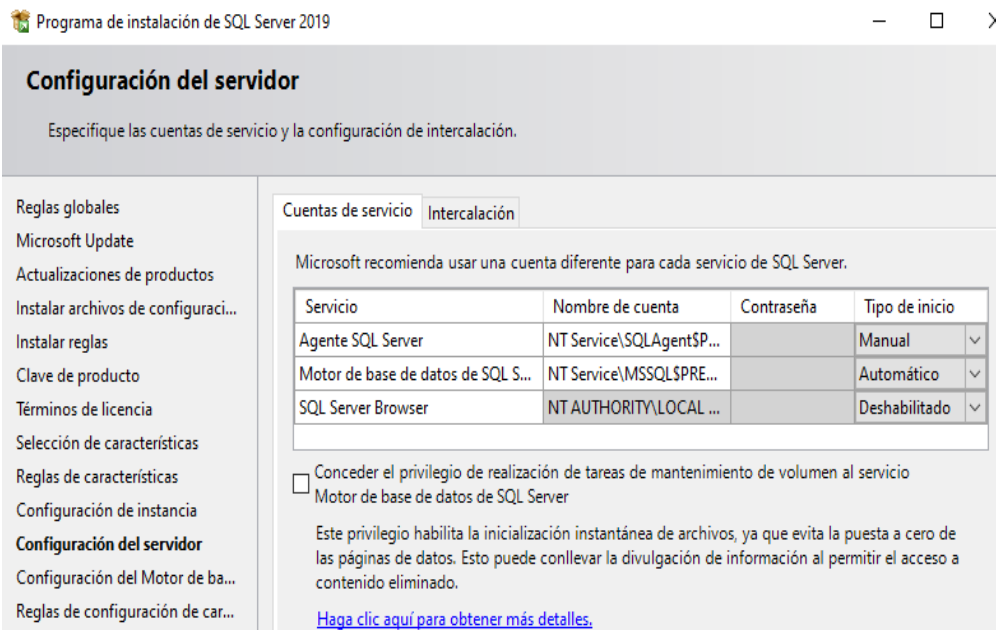 Programa de instalación de SQL Server 2019
Configuración del servidor
Especifique las cuentas de servicio y la configuración de intercalación.
Reglas globales
Microsoft Update
Actualizaciones de productos
Instalar archivos de configuraci...
Instalar reglas
Clave de producto
Términos de licencia
Selección de características
Reglas de características
Configuración de instancia
Configuración del servidor
Configuración del Motor de ba...
Reglas de configuración de car...
Cuentas de servicio Intercalación
Microsoft recomienda usar una cuenta diferente para cada servicio de SQL Server.
Servicio Nombre de cuenta Contraseña Tipo de inicio
Agente SQL Server NT Service\SQLAgent$P... Manual
Motor de base de datos de SQL S... NT Service\MSSQL$PRE... Automático
SQL Server Browser NT AUTHORITY\LOCAL ... Deshabilitado
Conceder el privilegio de realización de tareas de mantenimiento de volumen al servicio
Motor de base de datos de SQL Server
Este privilegio habilita la inicialización instantánea de archivos, ya que evita la puesta a cero de
las páginas de datos. Esto puede conllevar la divulgación de información al permitir el acceso a
contenido eliminado.
Haga clic aquí para obtener más detalles.